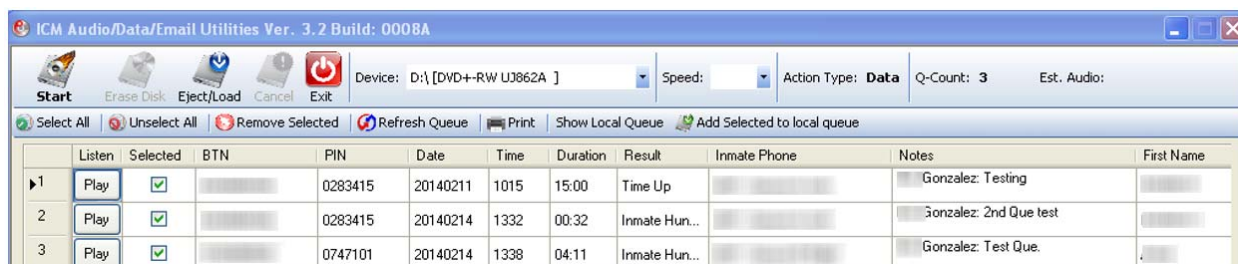 ICM Audio/Data/Email Utilities Ver. 3.2 Build: 0008A
Start Erase Disk Eject/Load Cancel Exit Device: D:\ [DVD+-RW UJ862A ] Speed: Action Type: Data Q-Count: 3 Est. Audio:
Select All Unselect All Remove Selected Refresh Queue Print Show Local Queue Add Selected to local queue
Listen Selected BTN PIN Date Time Duration Result Inmate Phone Notes First Name
1 Play 0283415 20140211 1015 15:00 Time Up Gonzalez: Testing
2 Play 0283415 20140214 1332 00:32 Inmate Hun... Gonzalez: 2nd Que test
3 Play 0747101 20140214 1338 04:11 Inmate Hun... Gonzalez: Test Que.